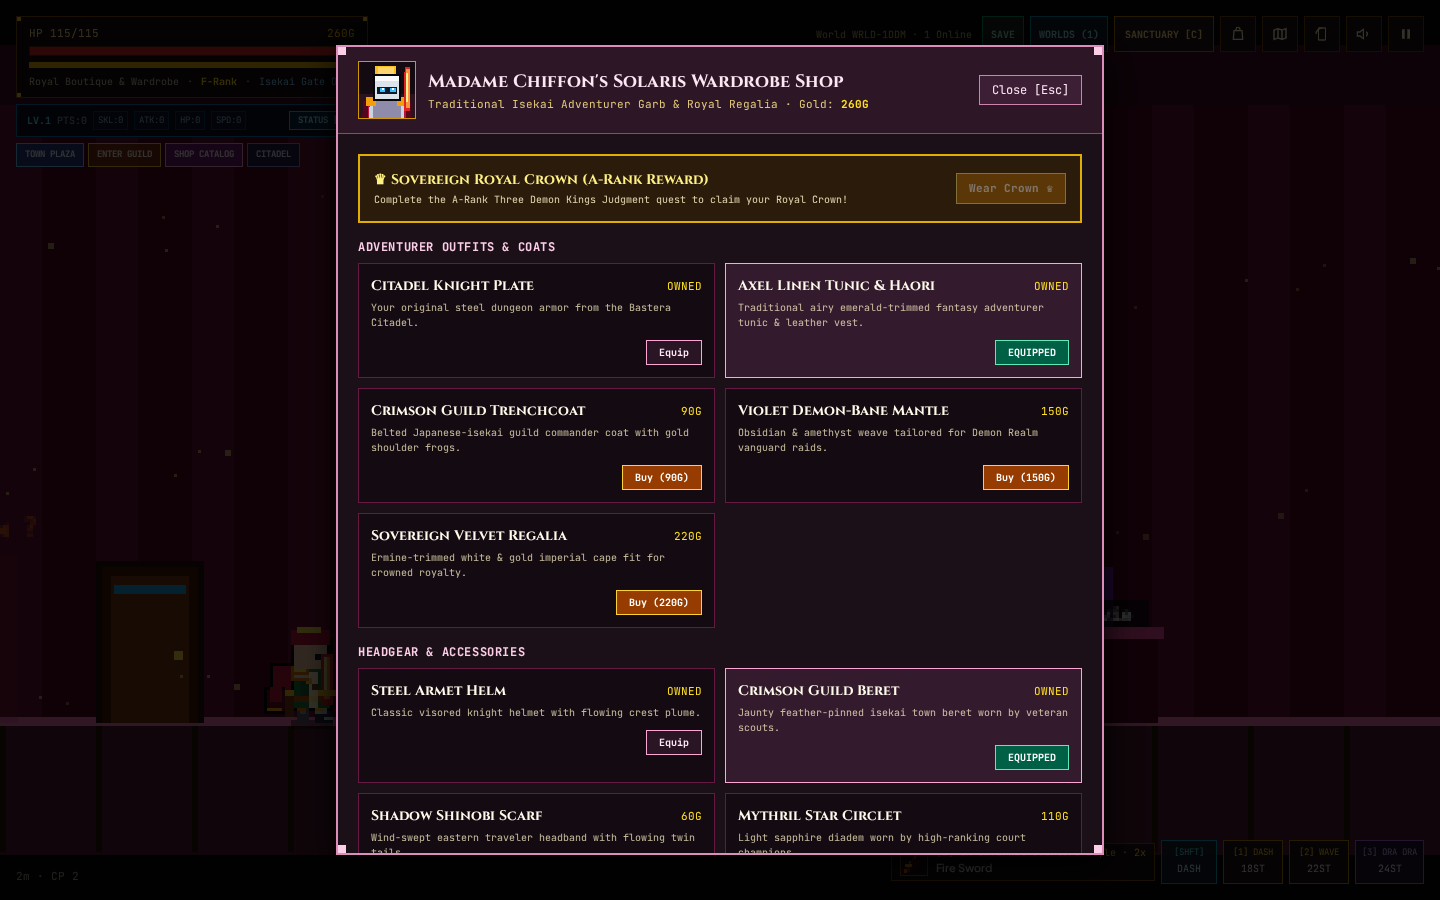 HP 115/115
260G
Royal Boutique & Wardrobe · F-Rank · Isekai Gate
LV.1 PTS:0 SKL:0 ATK:0 HP:0 SPD:0
STATUS
TOWN PLAZA
ENTER GUILD
SHOP CATALOG
CITADEL
World WRLD-1DDM · 1 Online
SAVE
WORLDS (1)
SANCTUARY [C]
Madame Chiffon's Solaris Wardrobe Shop
Traditional Isekai Adventurer Garb & Royal Regalia · Gold: 260G
Close [Esc]
♛ Sovereign Royal Crown (A-Rank Reward)
Complete the A-Rank Three Demon Kings Judgment quest to claim your Royal Crown!
Wear Crown ♛
ADVENTURER OUTFITS & COATS
Citadel Knight Plate
OWNED
Your original steel dungeon armor from the Bastera
Citadel.
Equip
Axel Linen Tunic & Haori
OWNED
Traditional airy emerald-trimmed fantasy adventurer
tunic & leather vest.
EQUIPPED
Crimson Guild Trenchcoat
90G
Belted Japanese-isekai guild commander coat with gold
shoulder frogs.
Buy (90G)
Violet Demon-Bane Mantle
150G
Obsidian & amethyst weave tailored for Demon Realm
vanguard raids.
Buy (150G)
Sovereign Velvet Regalia
220G
Ermine-trimmed white & gold imperial cape fit for
crowned royalty.
Buy (220G)
HEADGEAR & ACCESSORIES
Steel Armet Helm
OWNED
Classic visored knight helmet with flowing crest plume.
Equip
Crimson Guild Beret
OWNED
Jaunty feather-pinned isekai town beret worn by veteran
scouts.
EQUIPPED
Shadow Shinobi Scarf
60G
Wind-swept eastern traveler headband with flowing twin
tails.
Mythril Star Circlet
110G
Light sapphire diadem worn by high-ranking court
champions.
?
2m · CP 2
· 2x
Fire Sword
[SHFT]
DASH
[1] DASH
18ST
[2] WAVE
22ST
[3] ORA ORA
24ST